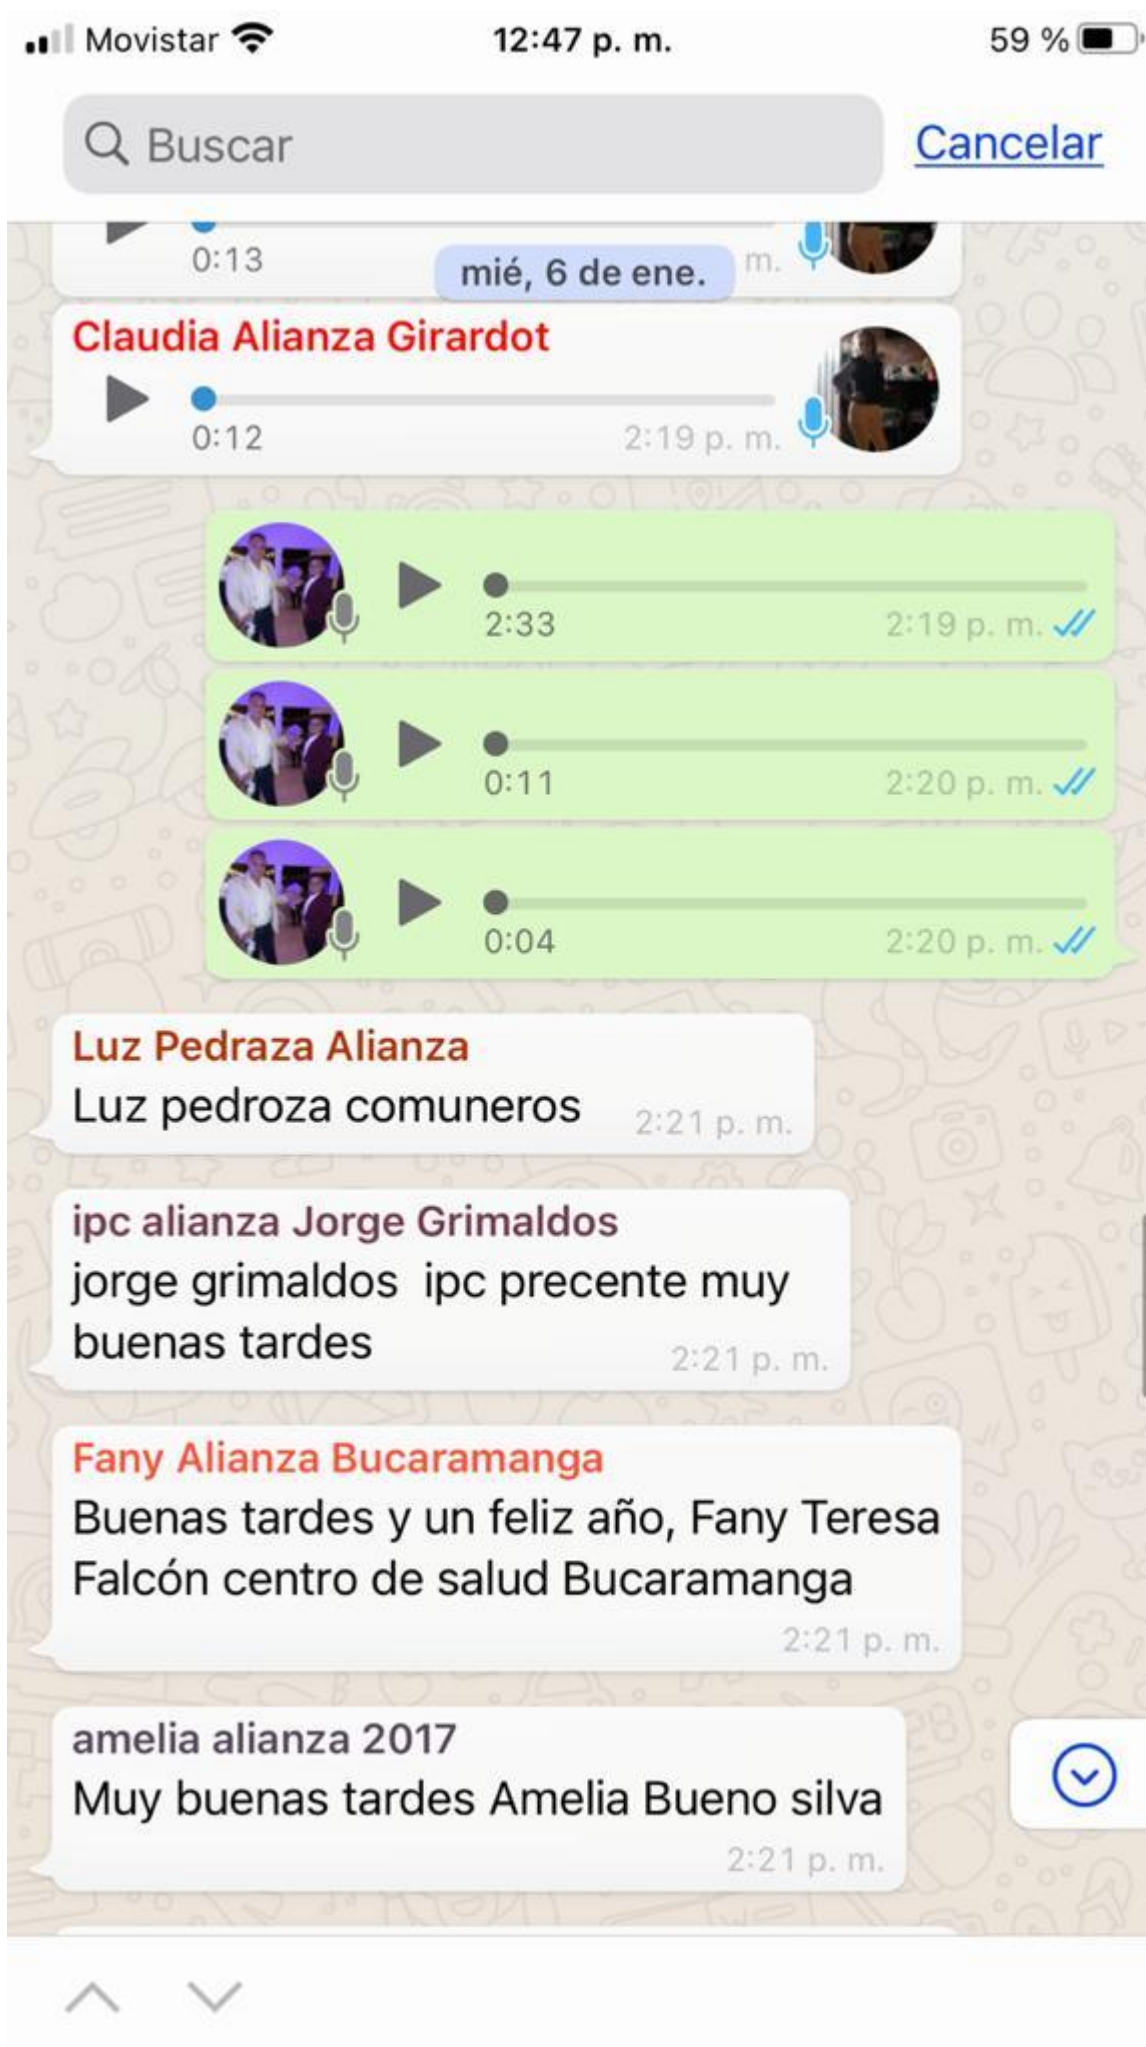 Movistar 12:47 p. m. 59 %
Buscar Cancelar
0:13 m.
mié, 6 de ene.
Claudia Alianza Girardot
0:12 2:19 p. m.
2:33 2:19 p. m.
0:11 2:20 p. m.
0:04 2:20 p. m.
Luz Pedraza Alianza
Luz pedroza comuneros 2:21 p. m.
ipc alianza Jorge Grimaldos
jorge grimaldos  ipc precente muy
buenas tardes 2:21 p. m.
Fany Alianza Bucaramanga
Buenas tardes y un feliz año, Fany Teresa
Falcón centro de salud Bucaramanga
2:21 p. m.
amelia alianza 2017
Muy buenas tardes Amelia Bueno silva
2:21 p. m.